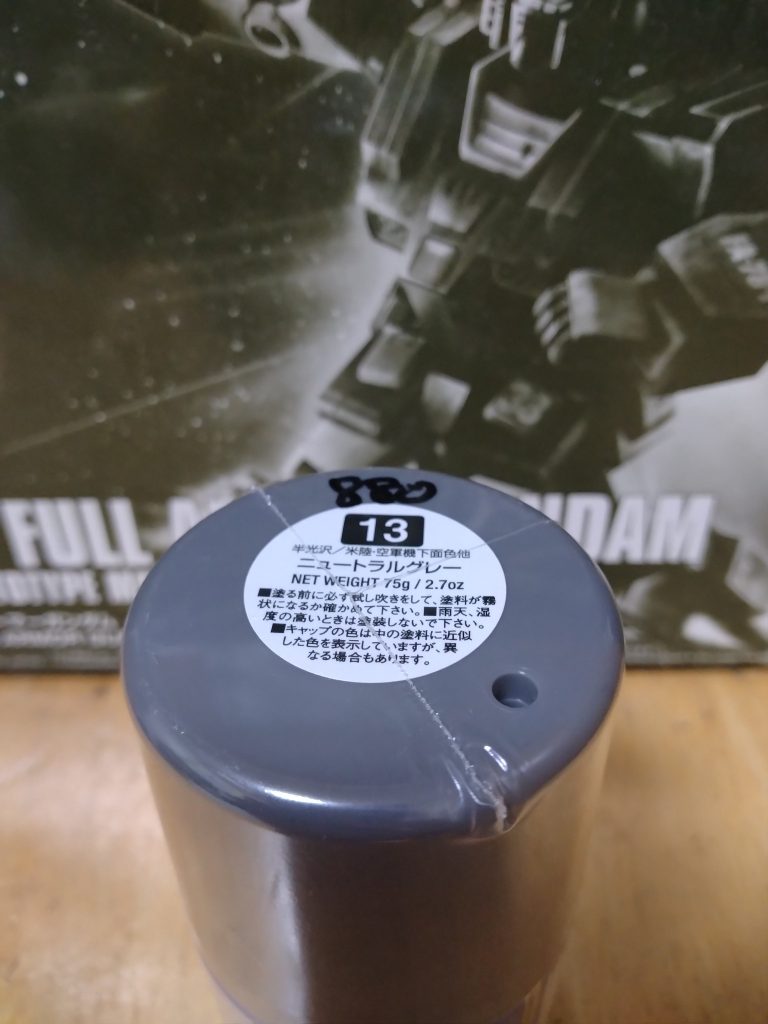 FULL
DAM
880
13
半光沢／米陸・空軍機下面色他
ニュートラルグレー
NET WEIGHT 75g / 2.7oz
■塗る前に必ず試し吹きをして、塗料が霧
状になるか確かめて下さい。■雨天、湿
度の高いときは塗装しないで下さい。
■キャップの色は中の塗料に近似
した色を表示していますが、異
なる場合もあります。